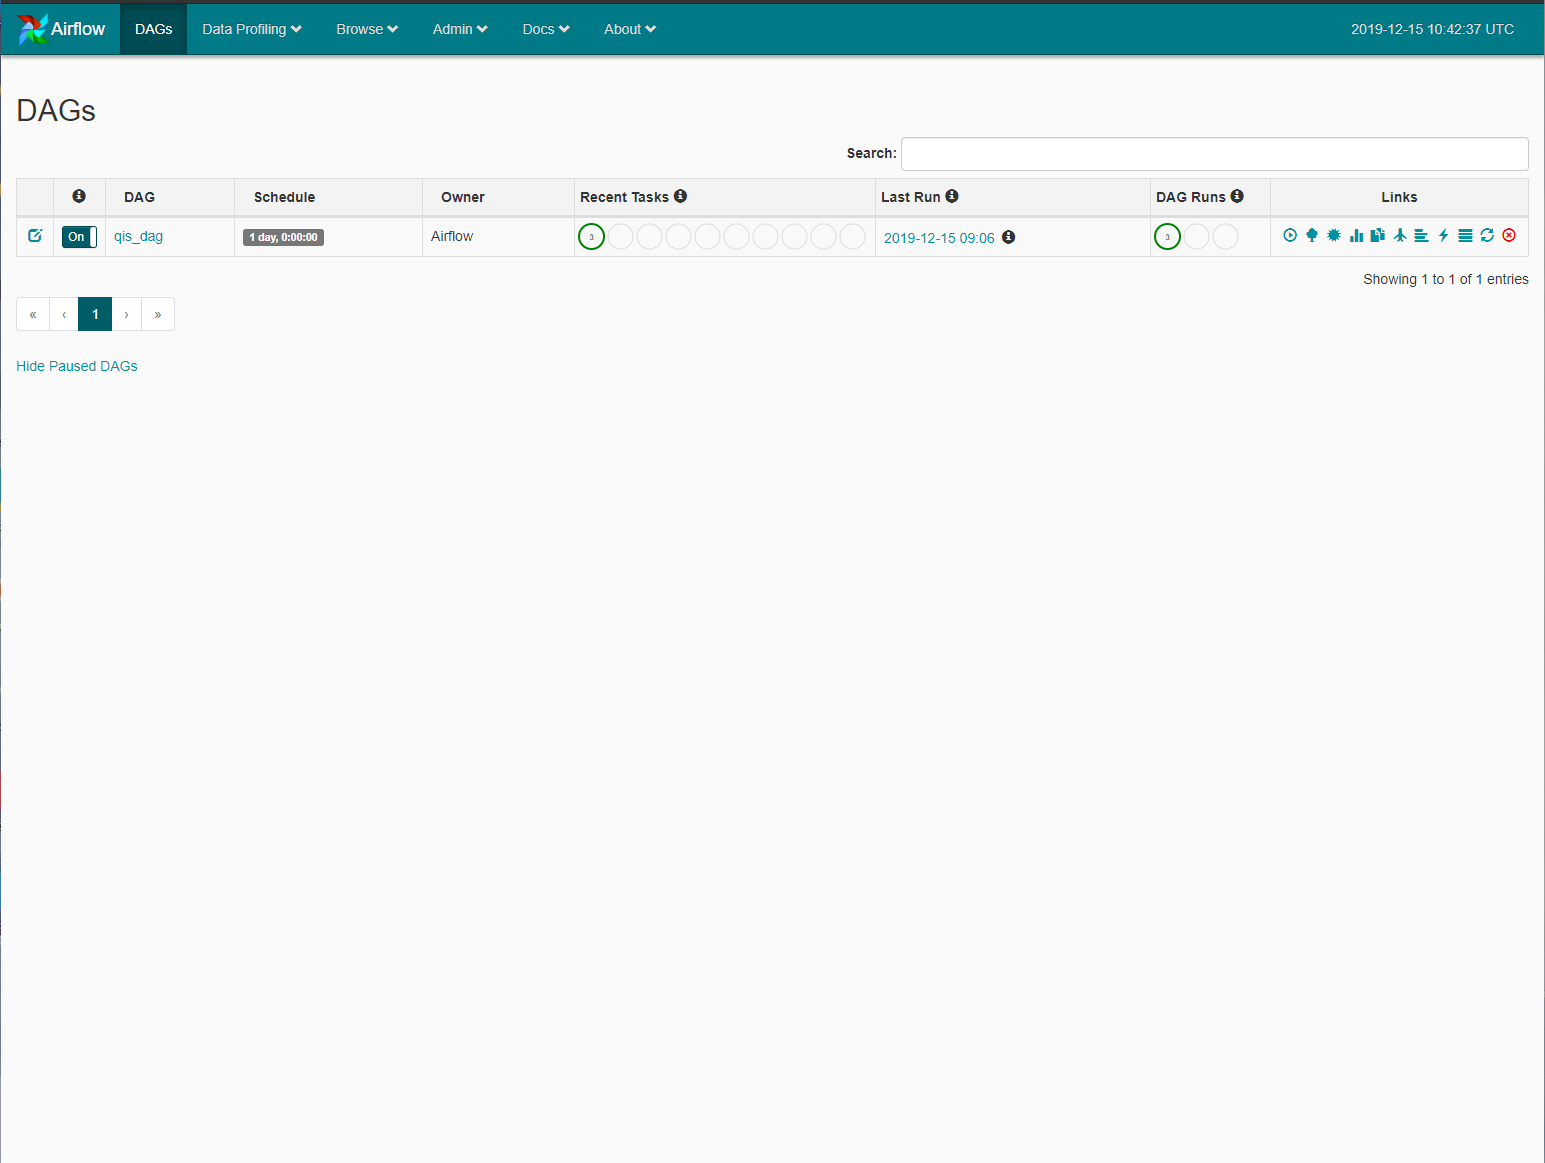 Airflow DAGs Data Profiling Browse Admin Docs About 2019-12-15 10:42:37 UTC
DAGs
Search:
DAG Schedule Owner Recent Tasks Last Run DAG Runs Links
On qis_dag 1 day, 0:00:00 Airflow 3 2019-12-15 09:06 3
Showing 1 to 1 of 1 entries
« ‹ 1 › »
Hide Paused DAGs